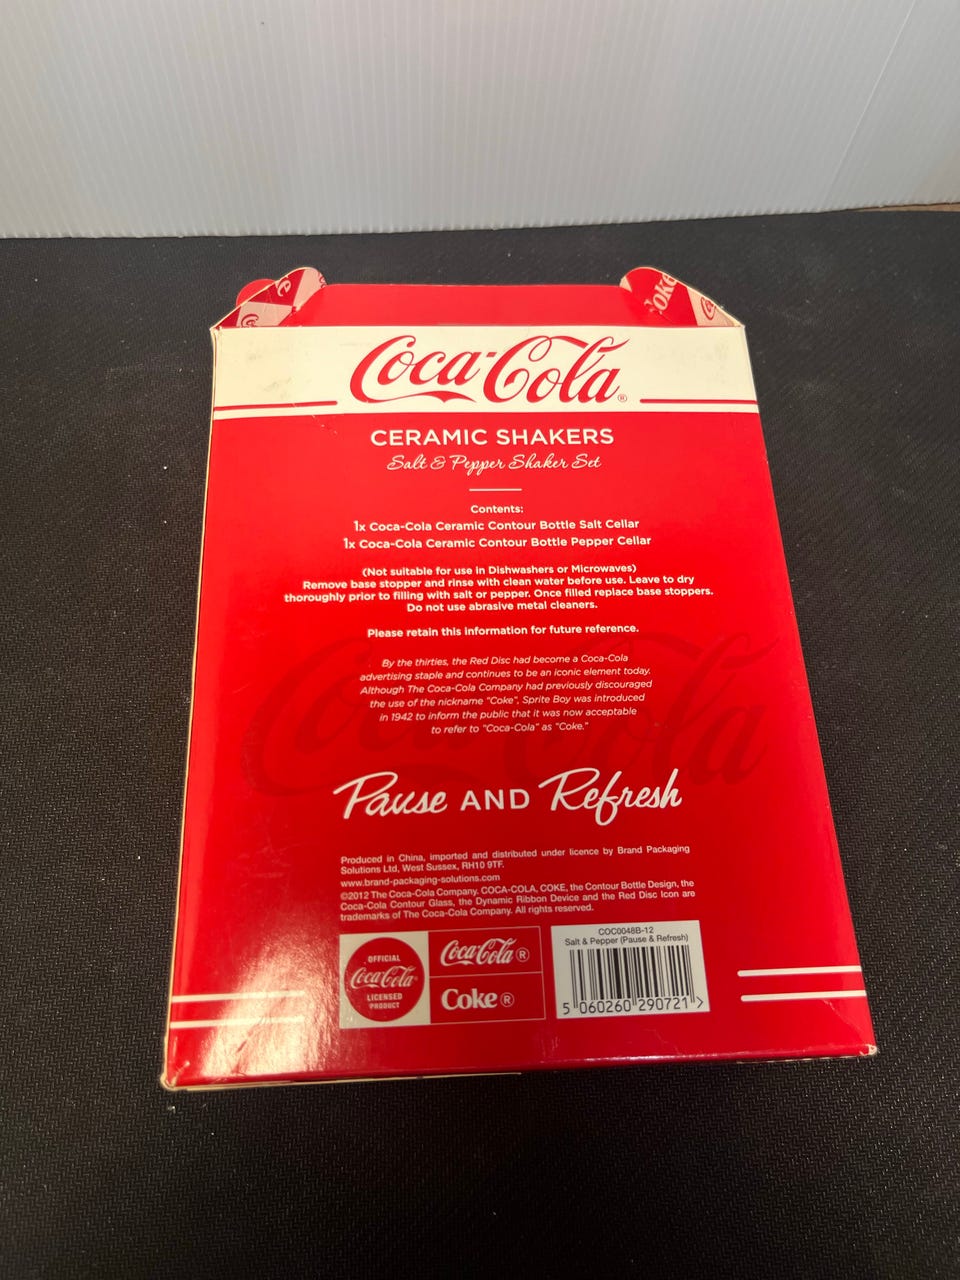 Coke
Coca-Cola®
CERAMIC SHAKERS
Salt & Pepper Shaker Set
Contents:
1x Coca-Cola Ceramic Contour Bottle Salt Cellar
1x Coca-Cola Ceramic Contour Bottle Pepper Cellar
(Not suitable for use in Dishwashers or Microwaves)
Remove base stopper and rinse with clean water before use. Leave to dry
thoroughly prior to filling with salt or pepper. Once filled replace base stoppers.
Do not use abrasive metal cleaners.
Please retain this information for future reference.
By the thirties, the Red Disc had become a Coca-Cola
advertising staple and continues to be an iconic element today.
Although The Coca-Cola Company had previously discouraged
the use of the nickname "Coke", Sprite Boy was introduced
in 1942 to inform the public that it was now acceptable
to refer to "Coca-Cola" as "Coke."
Coca-Cola
Pause AND Refresh
Produced in China, imported and distributed under licence by Brand Packaging
Solutions Ltd, West Sussex, RH10 9TF.
www.brand-packaging-solutions.com
©2012 The Coca-Cola Company. COCA-COLA, COKE, the Contour Bottle Design, the
Coca-Cola Contour Glass, the Dynamic Ribbon Device and the Red Disc Icon are
trademarks of The Coca-Cola Company. All rights reserved.
OFFICIAL
Coca-Cola
LICENSED
PRODUCT
Coca-Cola®
Coke®
COC0048B-12
Salt & Pepper (Pause & Refresh)
5 060260 290721 >